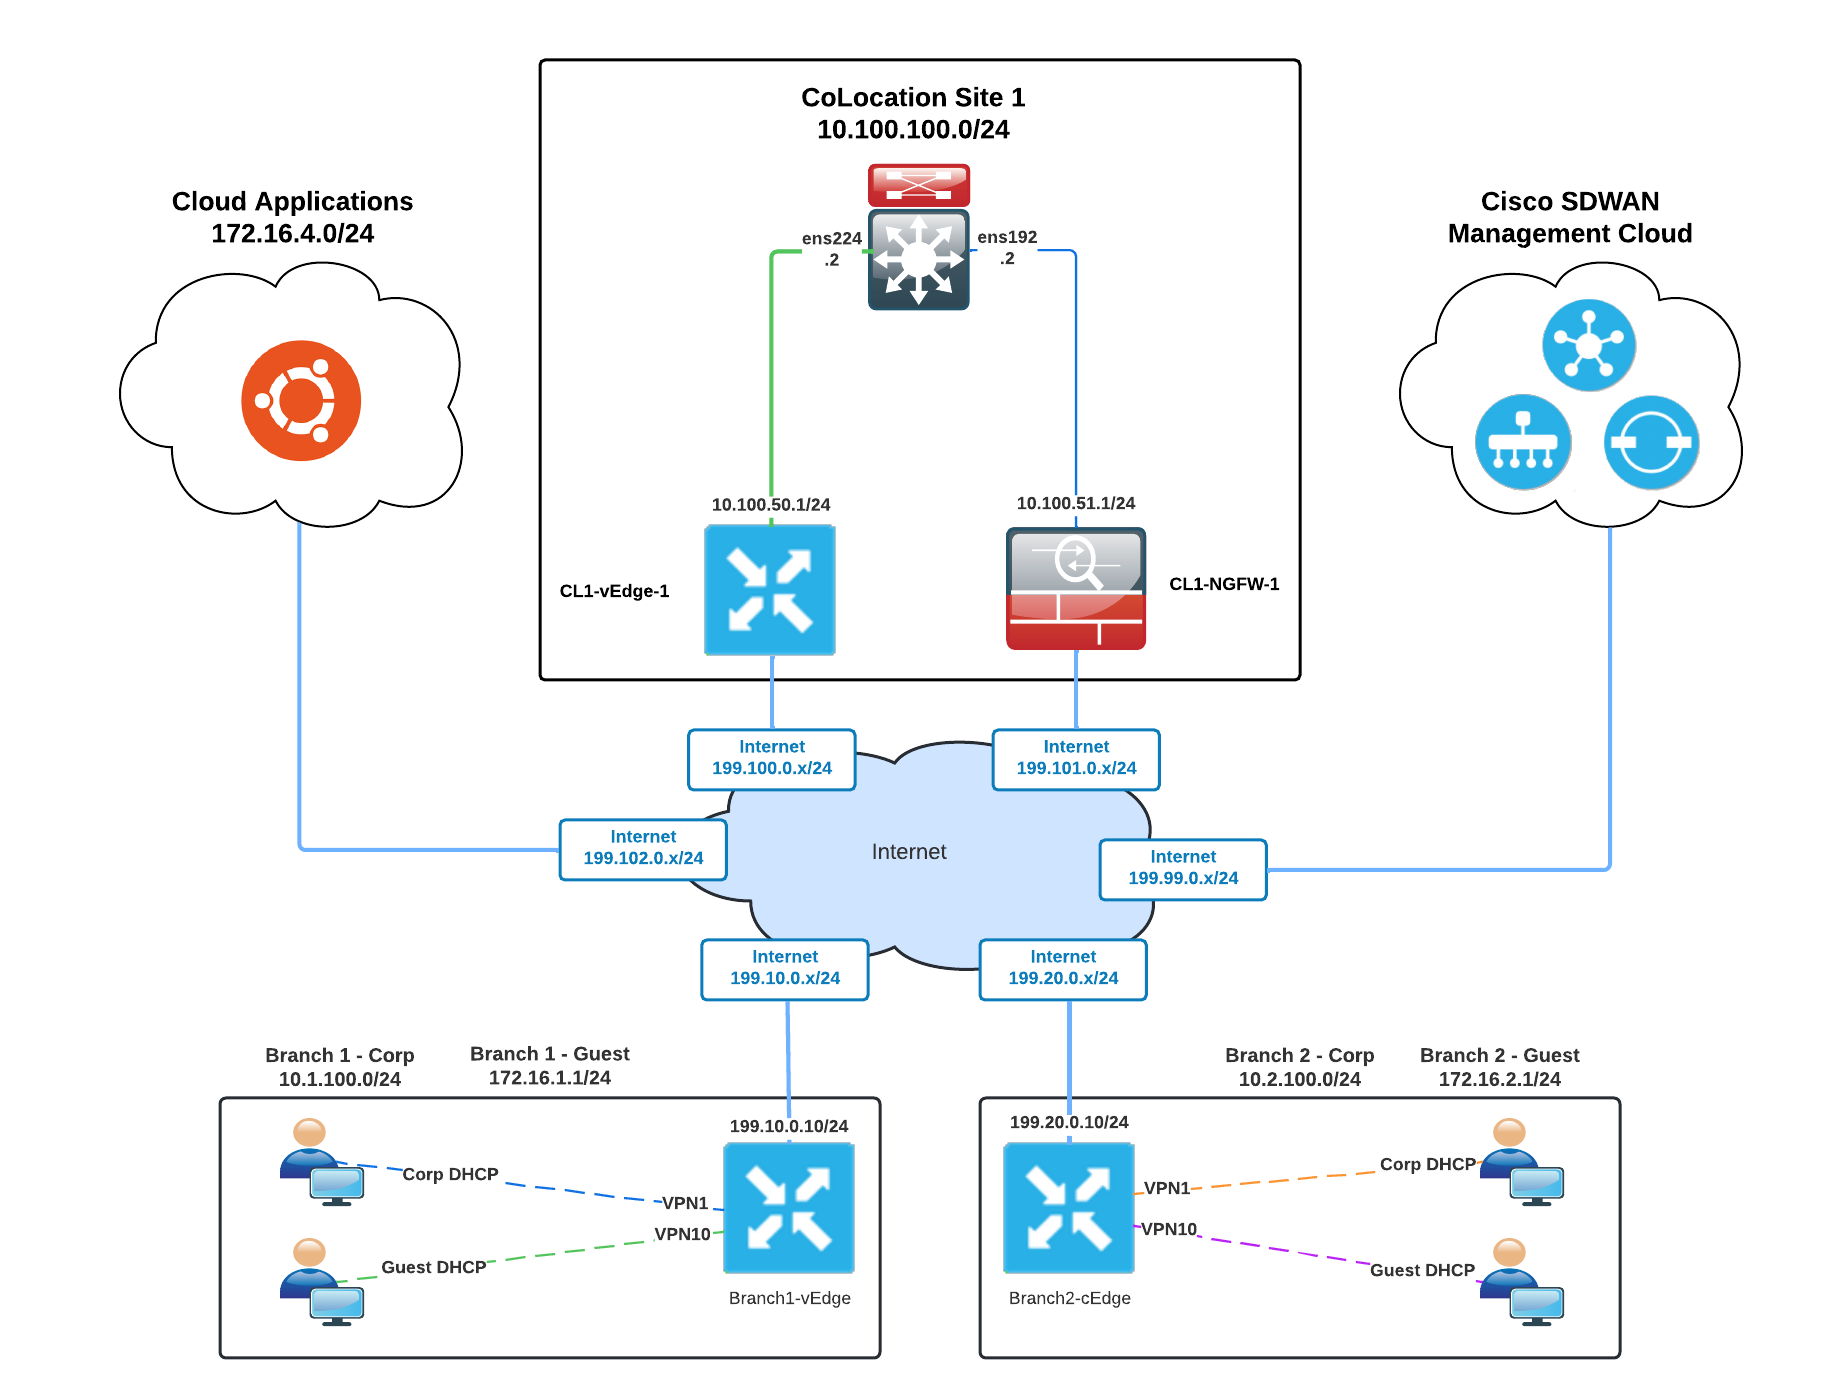 CoLocation Site 1
10.100.100.0/24
Cloud Applications
172.16.4.0/24
Cisco SDWAN
Management Cloud
ens224
.2
ens192
.2
10.100.50.1/24
10.100.51.1/24
CL1-vEdge-1
CL1-NGFW-1
Internet
199.100.0.x/24
Internet
199.101.0.x/24
Internet
199.102.0.x/24
Internet
Internet
199.99.0.x/24
Internet
199.10.0.x/24
Internet
199.20.0.x/24
Branch 1 - Corp
10.1.100.0/24
Branch 1 - Guest
172.16.1.1/24
Branch 2 - Corp
10.2.100.0/24
Branch 2 - Guest
172.16.2.1/24
199.10.0.10/24
Corp DHCP
VPN1
VPN10
Guest DHCP
Branch1-vEdge
199.20.0.10/24
Corp DHCP
VPN1
VPN10
Guest DHCP
Branch2-cEdge